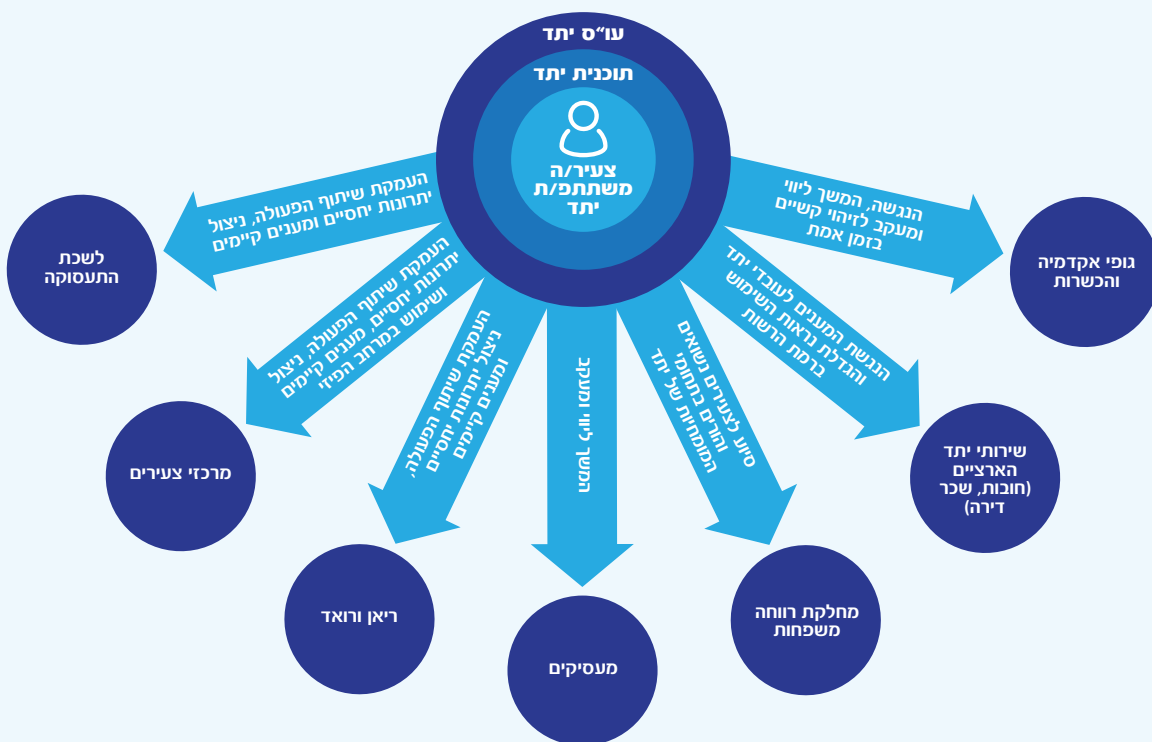 עו"ס יתד
תוכנית יתד
צעיר/ה
משתתפ/ת
יתד
הנגשה, המשך ליווי
ומעקב לזיהוי קשיים
בזמן אמת
גופי אקדמיה
והכשרות
הנגשת המענים לעובדי יתד
והגדלת נראות השימוש
ברמת הרשות
שירותי יתד
הארציים
(חובות, שכר
דירה)
סיוע לצעירים נשואים
והורים בתחומי
המומחיות של יתד
מחלקת רווחה
משפחות
המשך ליווי ומעקב
מעסיקים
העמקת שיתוף הפעולה,
ניצול יתרונות יחסיים
ומענים קיימים
ריאן ורואד
העמקת שיתוף הפעולה, ניצול
יתרונות יחסיים, מענים קיימים
ושימוש במרחב הפיזי
מרכזי צעירים
העמקת שיתוף הפעולה, ניצול
יתרונות יחסיים ומענים קיימים
לשכת
התעסוקה